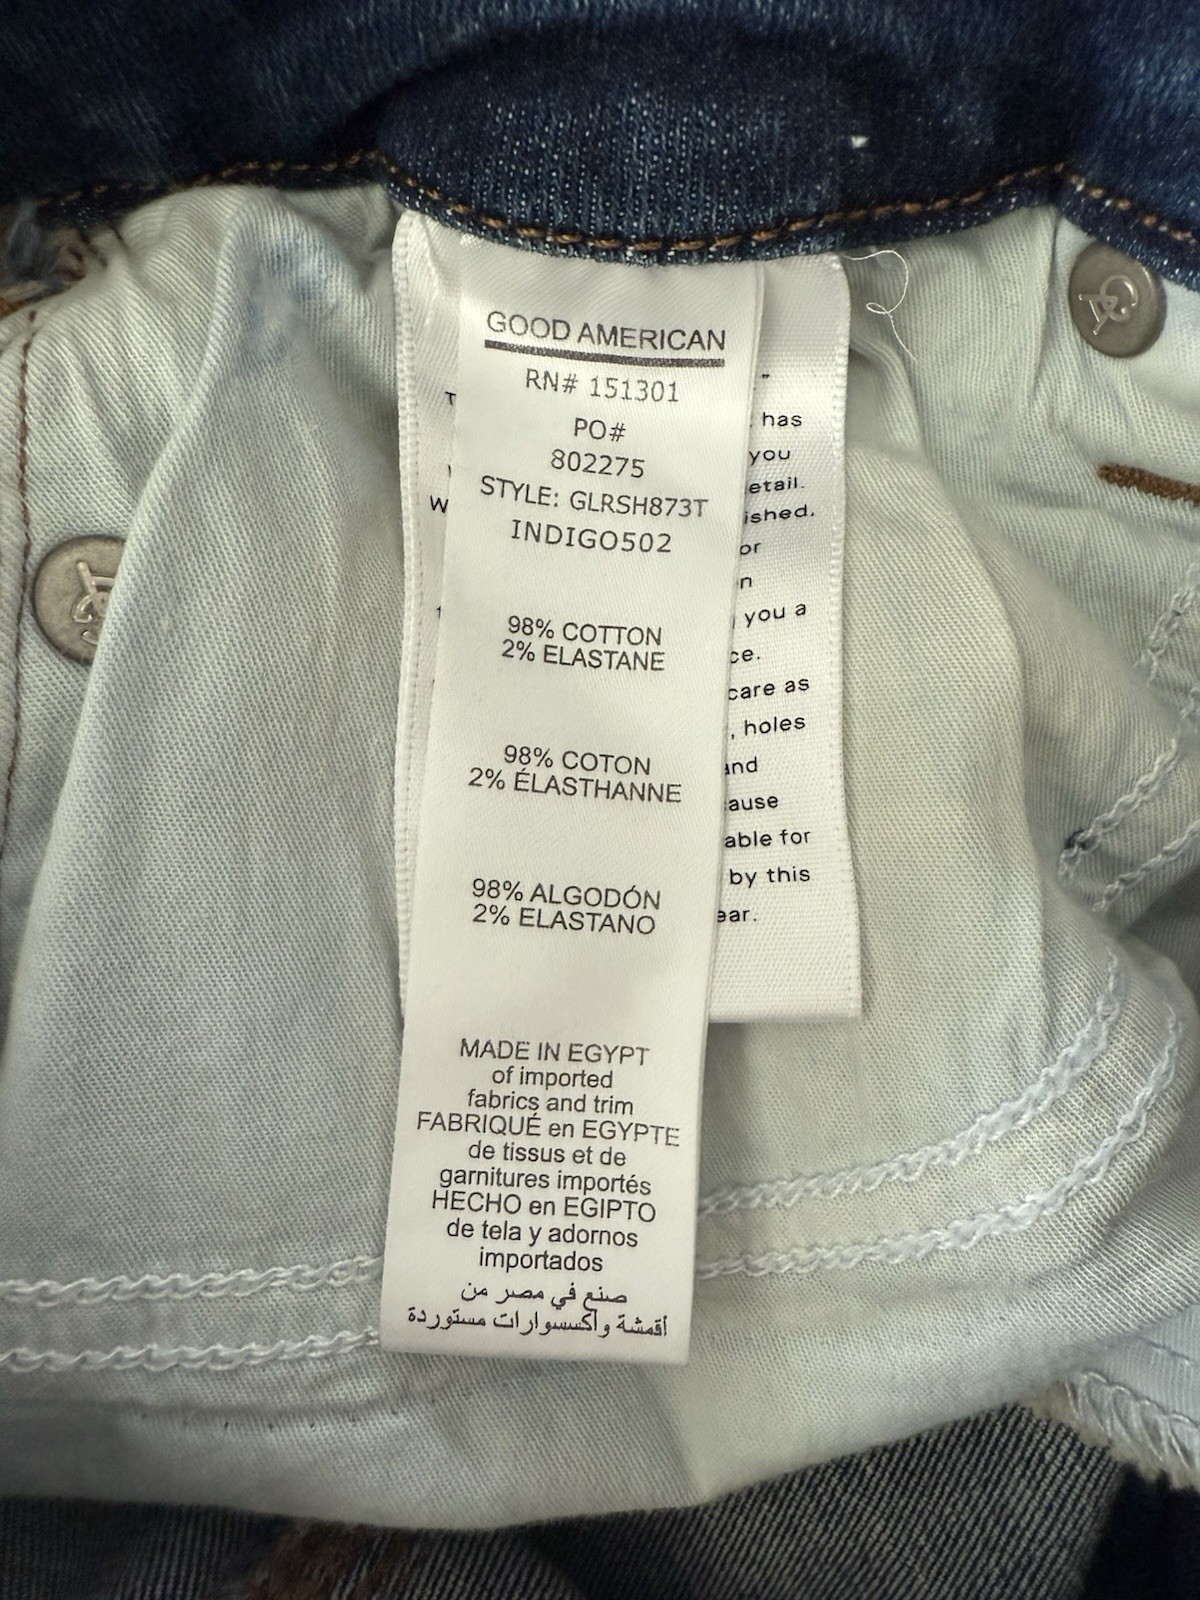 GOOD AMERICAN
RN# 151301
PO#
802275
STYLE: GLRSH873T
INDIGO502
98% COTTON
2% ELASTANE
98% COTON
2% ÉLASTHANNE
98% ALGODÓN
2% ELASTANO
MADE IN EGYPT
of imported
fabrics and trim
FABRIQUÉ en EGYPTE
de tissus et de
garnitures importés
HECHO en EGIPTO
de tela y adornos
importados
صنع في مصر من
أقمشة وأكسسوارات مستوردة
has
you
etail.
ished.
or
n
you a
ce.
care as
, holes
and
ause
able for
by this
ear.